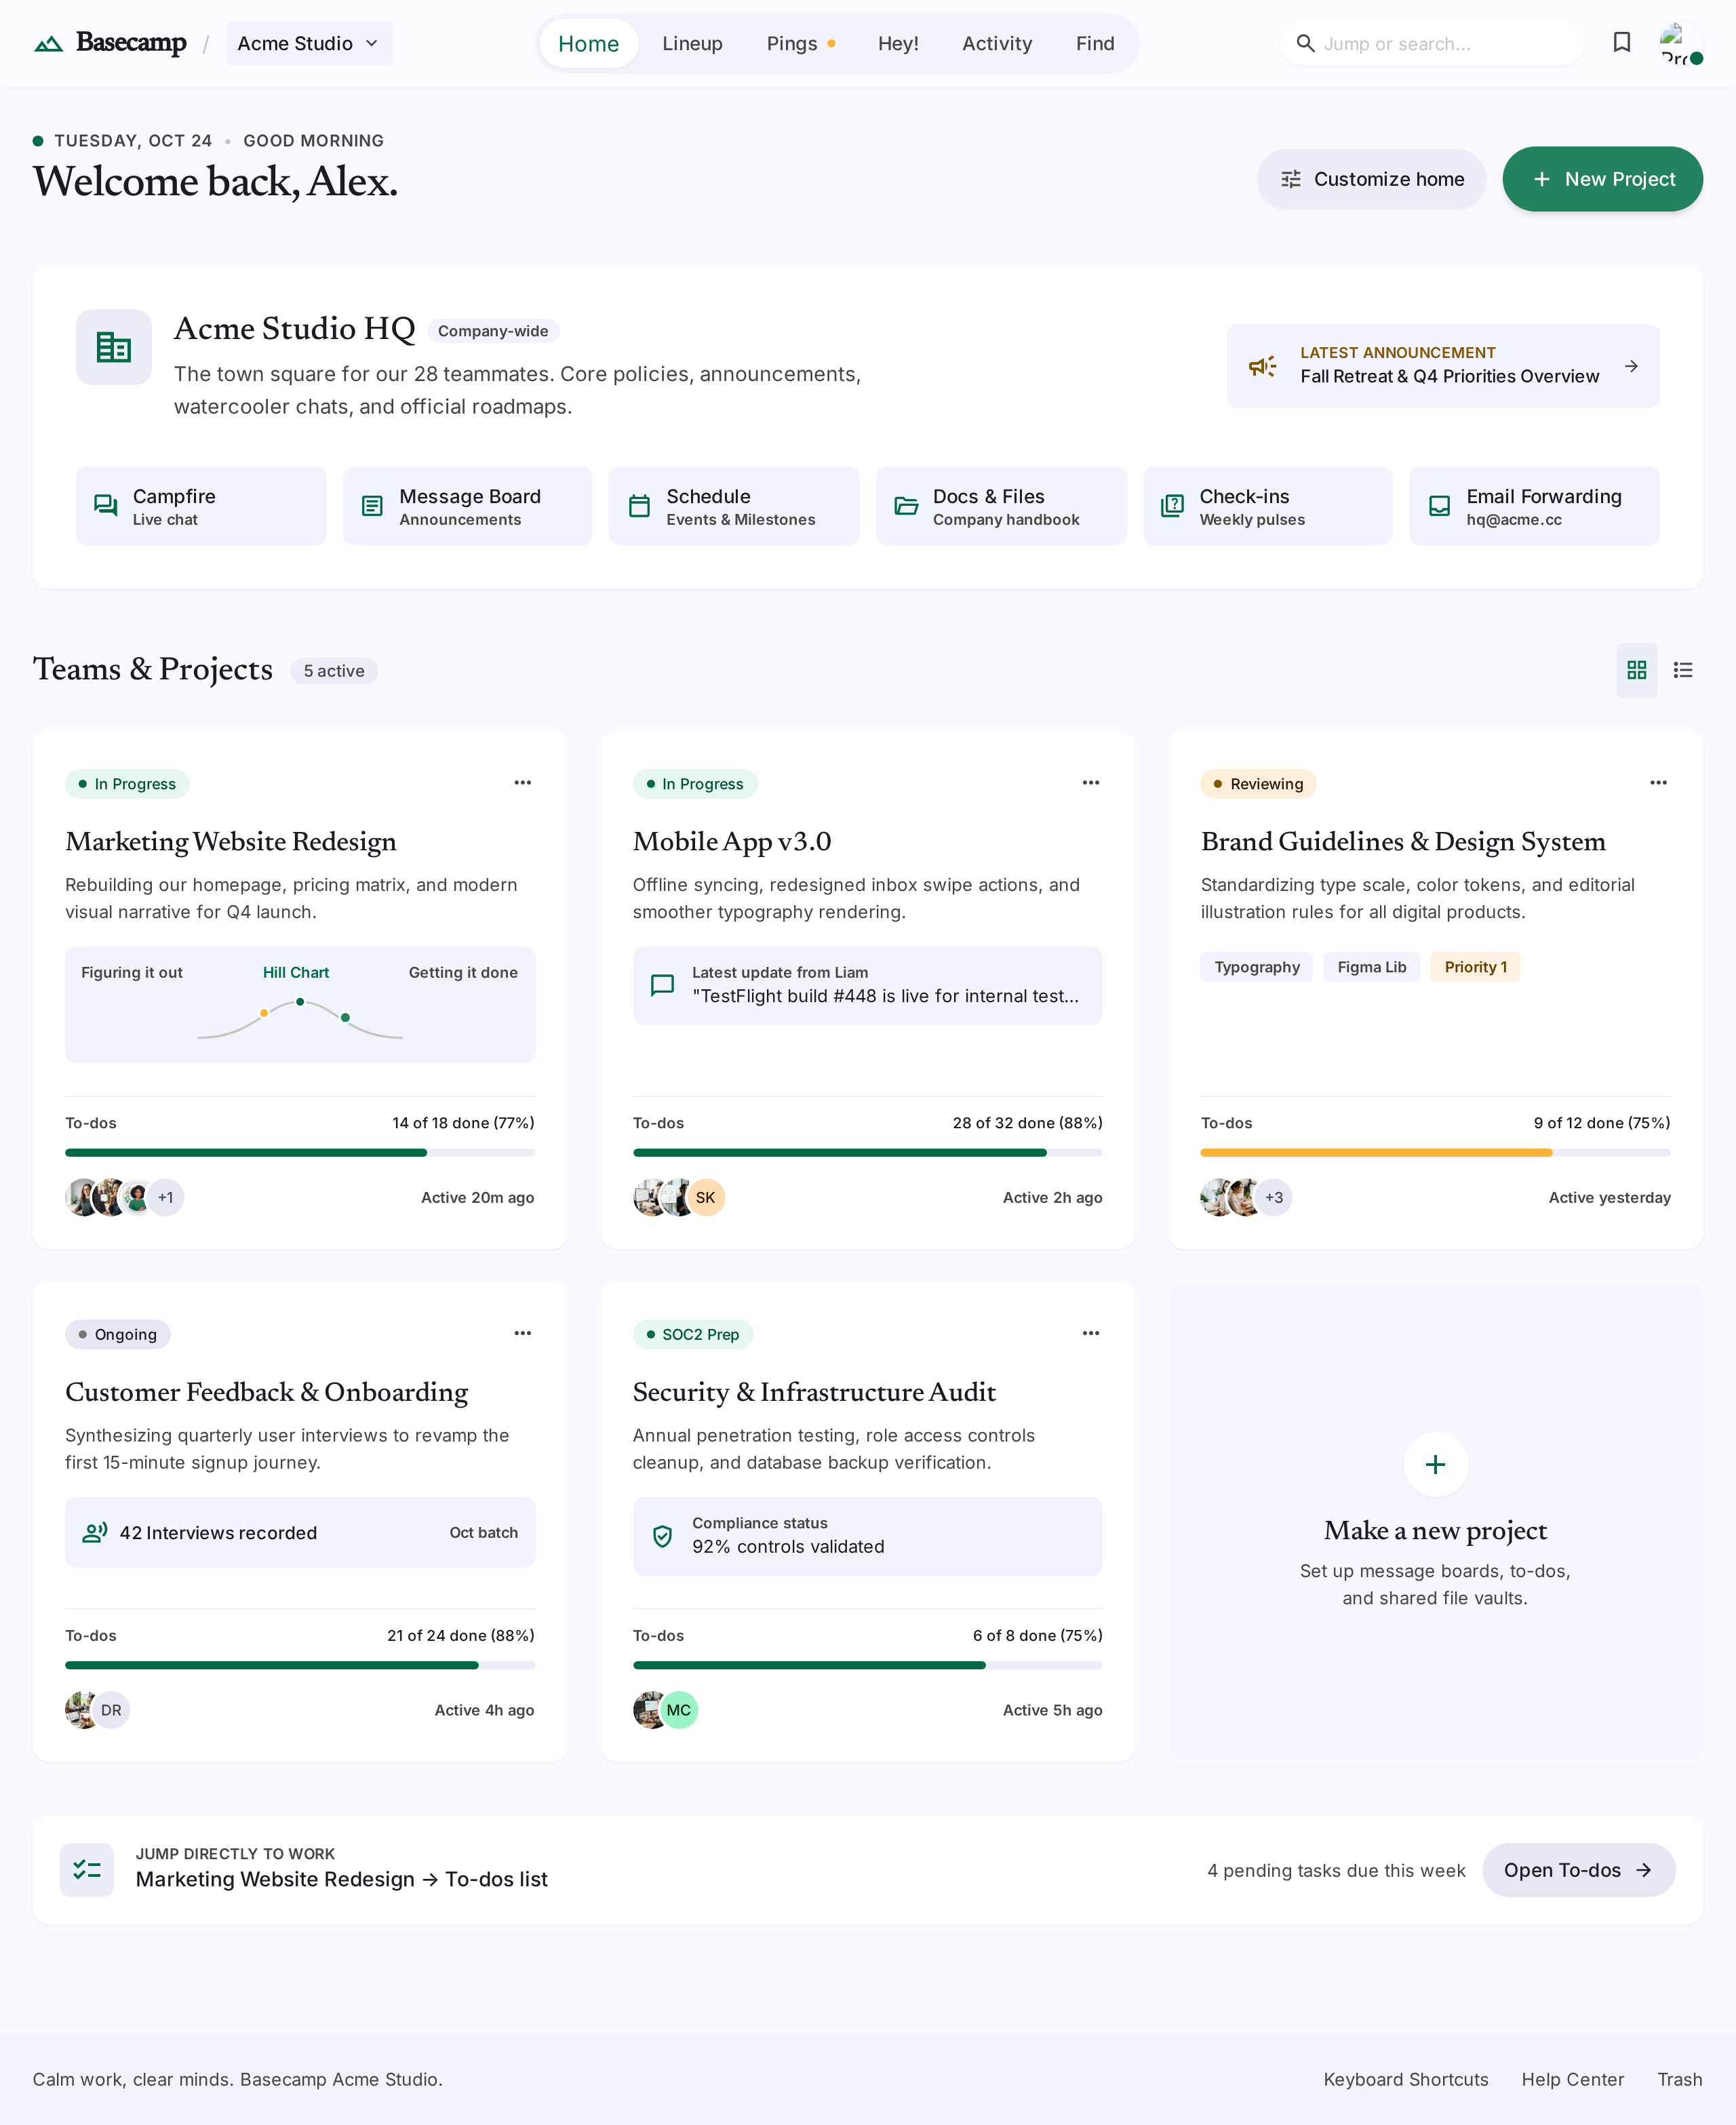 Basecamp / Acme Studio
Home Lineup Pings Hey! Activity Find
Jump or search...
TUESDAY, OCT 24 • GOOD MORNING
Welcome back, Alex.
Customize home
New Project
Acme Studio HQ Company-wide
The town square for our 28 teammates. Core policies, announcements,
watercooler chats, and official roadmaps.
LATEST ANNOUNCEMENT
Fall Retreat & Q4 Priorities Overview
Campfire
Live chat
Message Board
Announcements
Schedule
Events & Milestones
Docs & Files
Company handbook
Check-ins
Weekly pulses
Email Forwarding
hq@acme.cc
Teams & Projects 5 active
In Progress
Marketing Website Redesign
Rebuilding our homepage, pricing matrix, and modern
visual narrative for Q4 launch.
Figuring it out Hill Chart Getting it done
To-dos 14 of 18 done (77%)
+1 Active 20m ago
In Progress
Mobile App v3.0
Offline syncing, redesigned inbox swipe actions, and
smoother typography rendering.
Latest update from Liam
"TestFlight build #448 is live for internal test...
To-dos 28 of 32 done (88%)
SK Active 2h ago
Reviewing
Brand Guidelines & Design System
Standardizing type scale, color tokens, and editorial
illustration rules for all digital products.
Typography Figma Lib Priority 1
To-dos 9 of 12 done (75%)
+3 Active yesterday
Ongoing
Customer Feedback & Onboarding
Synthesizing quarterly user interviews to revamp the
first 15-minute signup journey.
42 Interviews recorded Oct batch
To-dos 21 of 24 done (88%)
DR Active 4h ago
SOC2 Prep
Security & Infrastructure Audit
Annual penetration testing, role access controls
cleanup, and database backup verification.
Compliance status
92% controls validated
To-dos 6 of 8 done (75%)
MC Active 5h ago
Make a new project
Set up message boards, to-dos,
and shared file vaults.
JUMP DIRECTLY TO WORK
Marketing Website Redesign → To-dos list
4 pending tasks due this week Open To-dos →
Calm work, clear minds. Basecamp Acme Studio.
Keyboard Shortcuts Help Center Trash